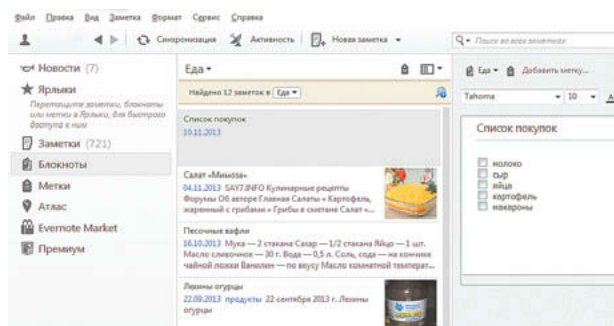 Файл Правка Вид Заметка Формат Сервис Справка
Синхронизация Активность Новая заметка Поиск во всех заметках
Новости (7)
Ярлыки
Перетащите заметки, блокноты
или метки в Ярлыки, для быстрого
доступа к ним
Заметки (721)
Блокноты
Метки
Атлас
Evernote Market
Премиум
Еда
Найдено 12 заметок в Еда
Список покупок
10.11.2013
Салат «Мимоза»
04.11.2013 SAY7.INFO Кулинарные рецепты
Форумы Об авторе Главная Салаты » Картофель,
жаренный с грибами » Грибы в сметане Салат «...
Песочные вафли
16.10.2013 Мука — 2 стакана Сахар — 1/2 стакана Яйцо — 1 шт.
Масло сливочное — 30 г. Вода — 0,5 л. Соль, сода — на кончике
чайной ложки Ванилин — по вкусу Масло комнатной температ...
Лехины огурцы
22.09.2013 продукты 22 сентября 2013 г. Лехины
огурцы
Еда Добавить метку...
Tahoma 10
Список покупок
молоко
сыр
яйца
картофель
макароны